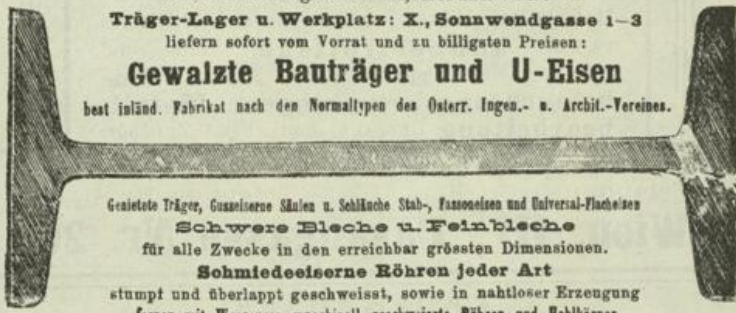 Träger-Lager u. Werkplatz: X., Sonnwendgasse 1–3
liefern sofort vom Vorrat und zu billigsten Preisen:
Gewalzte Bauträger und U-Eisen
best inländ. Fabrikat nach den Normaltypen des Österr. Ingen.- u. Archit.-Vereines.
Genietete Träger, Gusseiserne Säulen u. Schläuche Stab-, Fassoneisen und Universal-Flacheisen
Schwere Bleche u. Feinbleche
für alle Zwecke in den erreichbar grössten Dimensionen.
Schmiedeeiserne Röhren jeder Art
stumpf und überlappt geschweisst, sowie in nahtloser Erzeugung